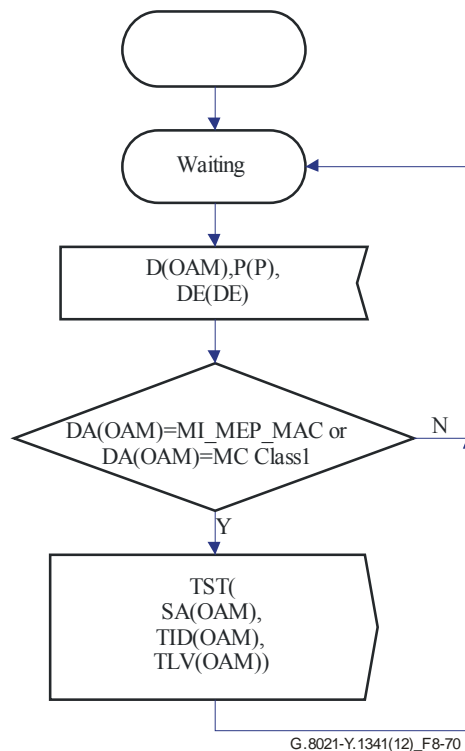 Waiting
D(OAM),P(P),
DE(DE)
DA(OAM)=MI_MEP_MAC or
DA(OAM)=MC Class1
N
Y
TST(
SA(OAM),
TID(OAM),
TLV(OAM))
G.8021-Y.1341(12)_F8-70